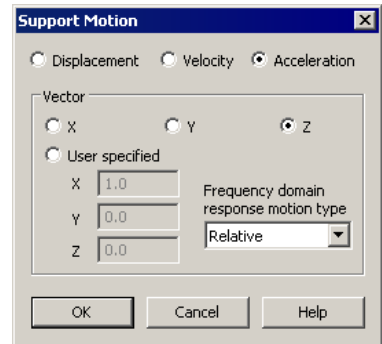 Support Motion
Displacement Velocity Acceleration
Vector
X Y Z
User specified
X 1.0
Y 0.0
Z 0.0
Frequency domain
response motion type
Relative
OK Cancel Help